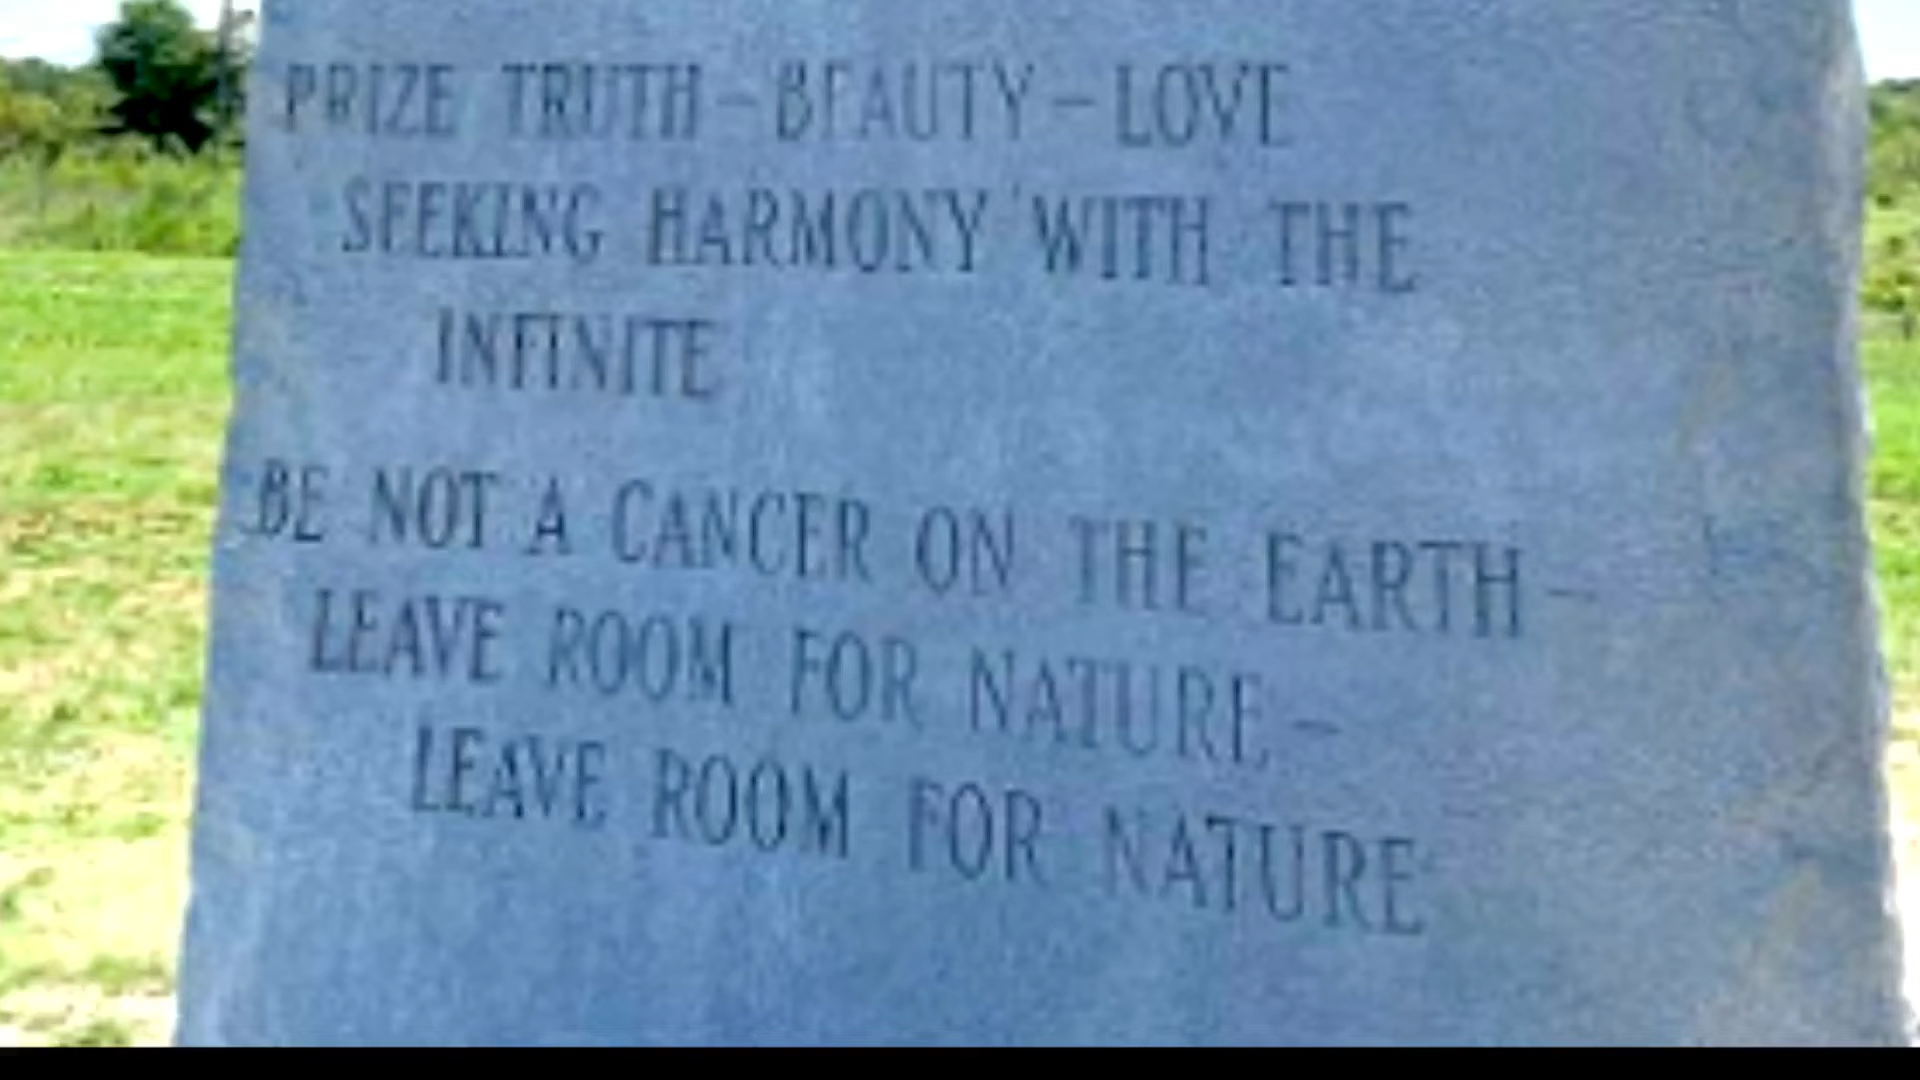 PRIZE TRUTH – BEAUTY – LOVE
SEEKING HARMONY WITH THE
INFINITE
BE NOT A CANCER ON THE EARTH –
LEAVE ROOM FOR NATURE –
LEAVE ROOM FOR NATURE